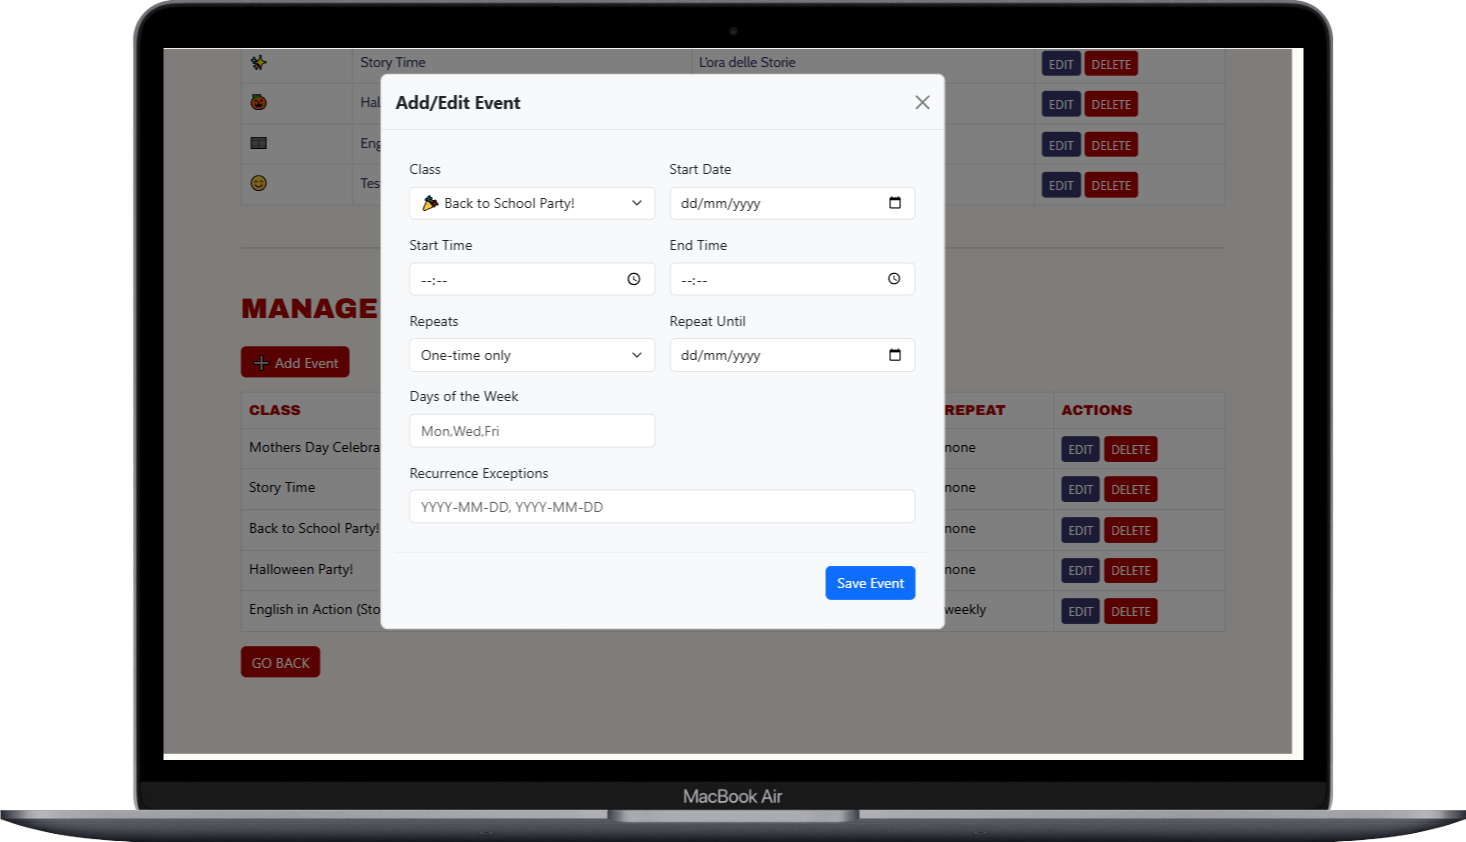 Story Time L'ora delle Storie EDIT DELETE
Add/Edit Event
Hal EDIT DELETE
Eng EDIT DELETE
Tes EDIT DELETE
Class Start Date
Back to School Party! dd/mm/yyyy
Start Time End Time
--:-- --:--
MANAGE
Repeats Repeat Until
One-time only dd/mm/yyyy
Add Event
Days of the Week
CLASS REPEAT ACTIONS
Mon,Wed,Fri
Mothers Day Celebra none EDIT DELETE
Recurrence Exceptions
Story Time none EDIT DELETE
YYYY-MM-DD, YYYY-MM-DD
Back to School Party! none EDIT DELETE
Halloween Party! none EDIT DELETE
Save Event
English in Action (Sto weekly EDIT DELETE
GO BACK
MacBook Air